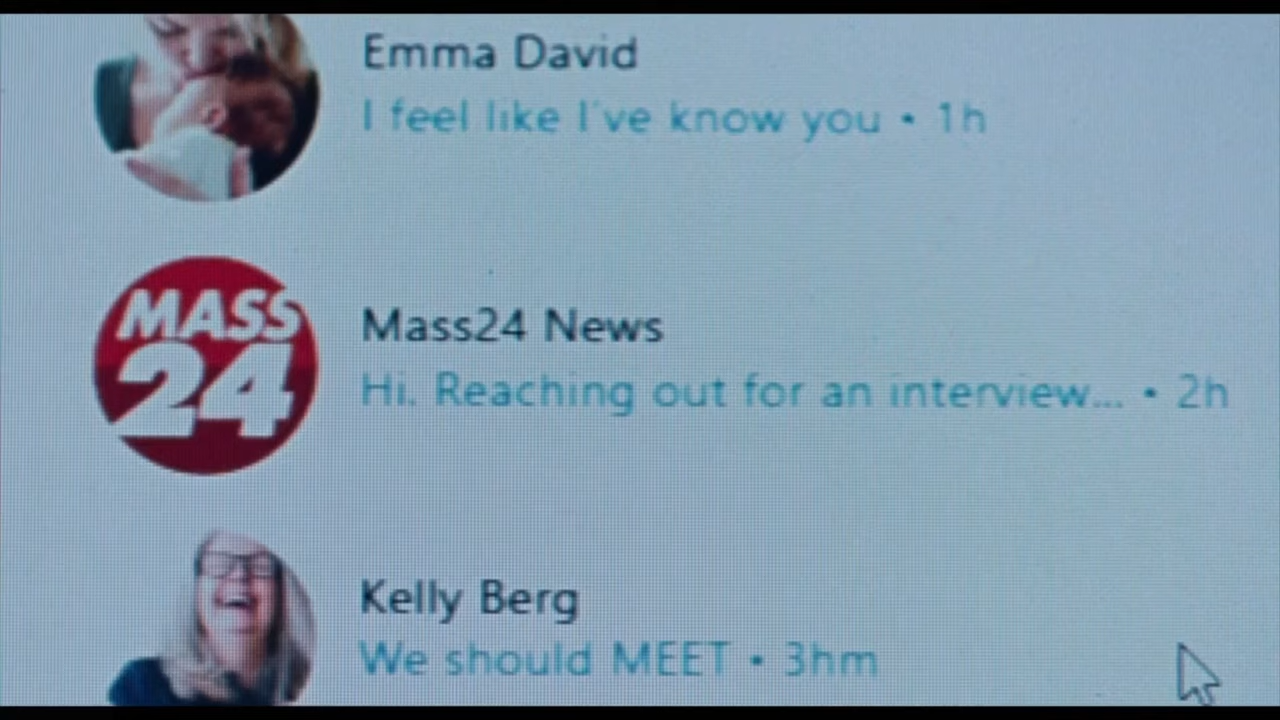 Emma David
I feel like I've know you • 1h
MASS
24
Mass24 News
Hi. Reaching out for an interview... • 2h
Kelly Berg
We should MEET • 3hm